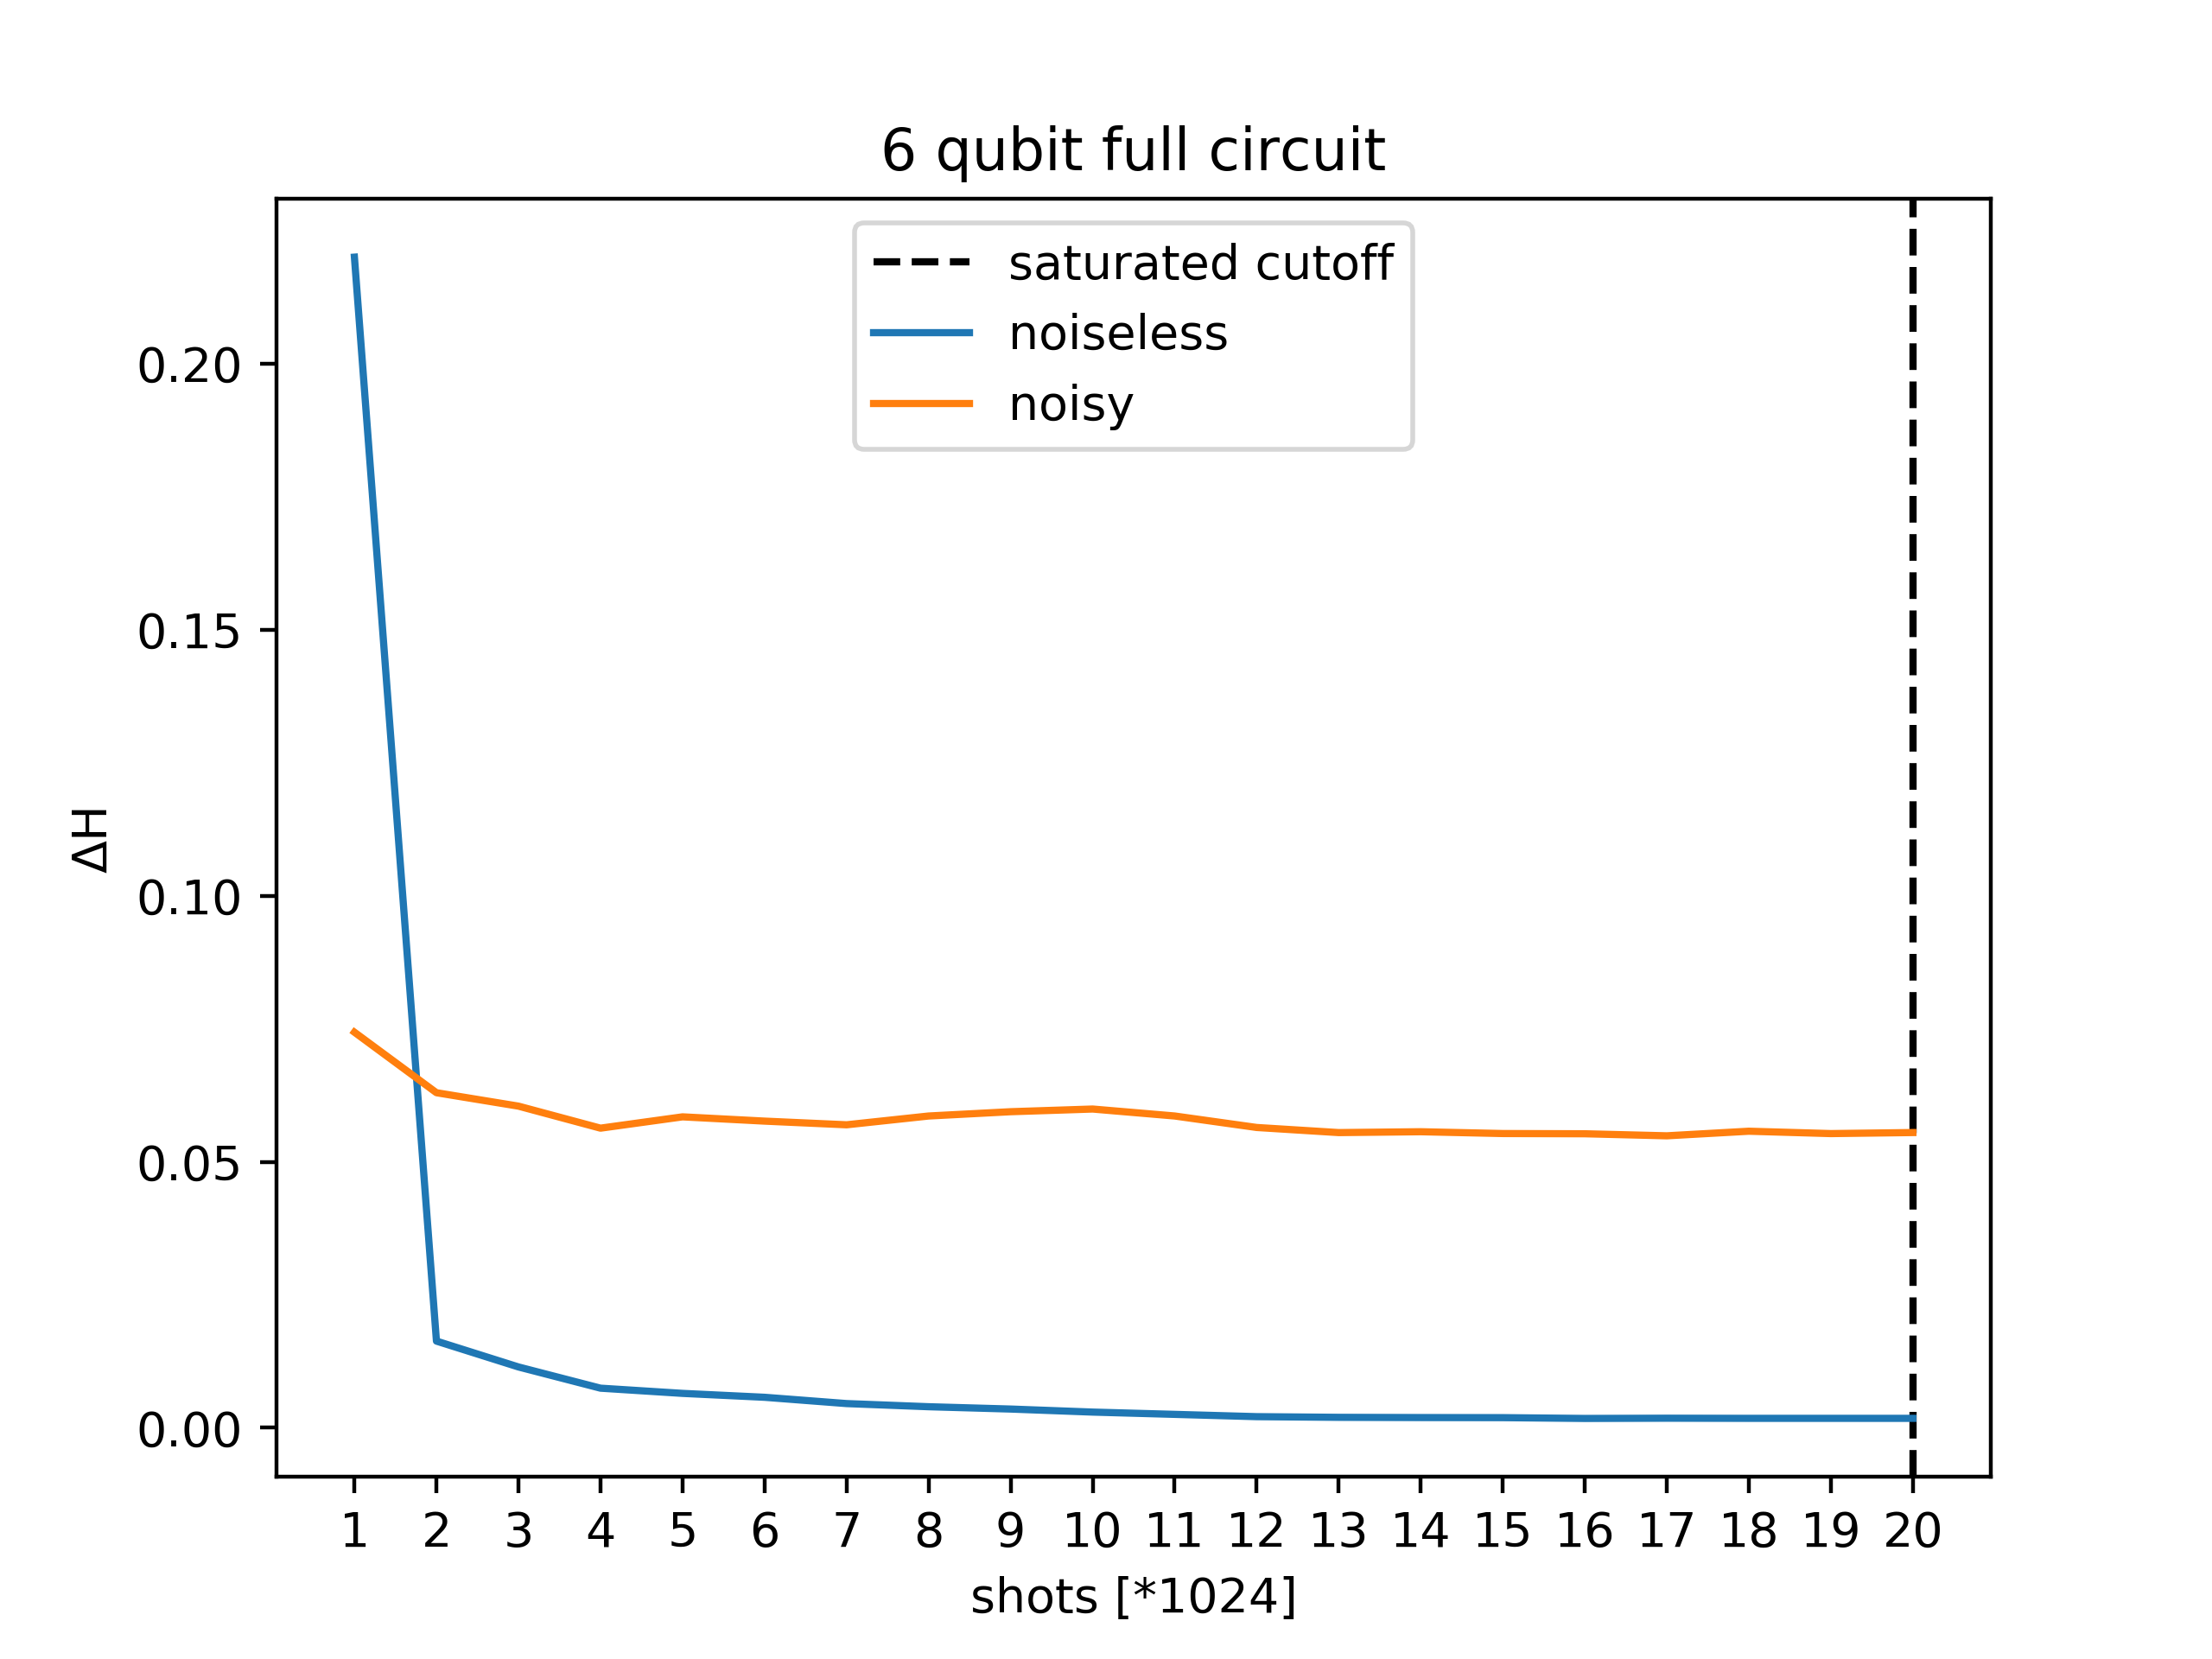 6 qubit full circuit
saturated cutoff
noiseless
noisy
0.20
0.15
0.10
0.05
0.00
ΔH
1 2 3 4 5 6 7 8 9 10 11 12 13 14 15 16 17 18 19 20
shots [*1024]